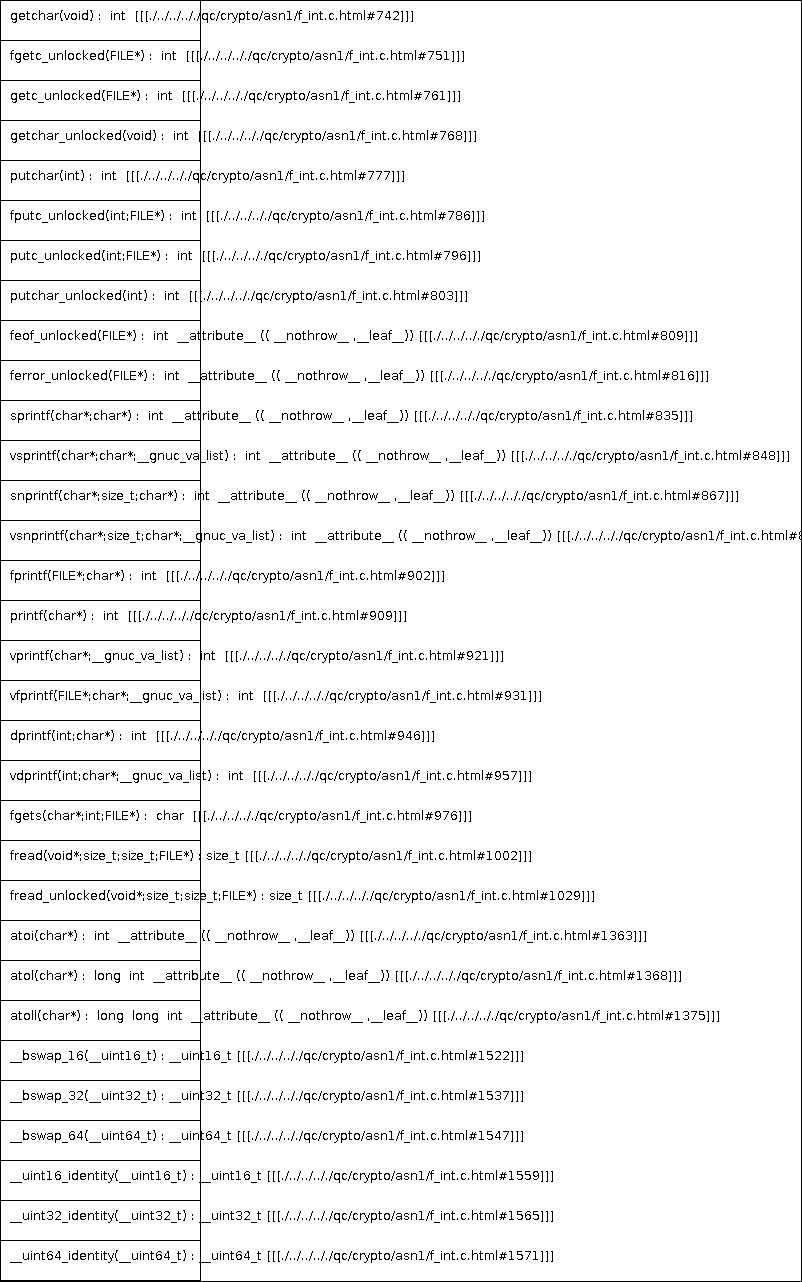 getchar(void) : int [[[./../../../qc/crypto/asn1/f_int.c.html#742]]]
fgetc_unlocked(FILE*) : int [[[./../../../qc/crypto/asn1/f_int.c.html#751]]]
getc_unlocked(FILE*) : int [[[./../../../qc/crypto/asn1/f_int.c.html#761]]]
getchar_unlocked(void) : int [[[./../../../qc/crypto/asn1/f_int.c.html#768]]]
putchar(int) : int [[[./../../../qc/crypto/asn1/f_int.c.html#777]]]
fputc_unlocked(int;FILE*) : int [[[./../../../qc/crypto/asn1/f_int.c.html#786]]]
putc_unlocked(int;FILE*) : int [[[./../../../qc/crypto/asn1/f_int.c.html#796]]]
putchar_unlocked(int) : int [[[./../../../qc/crypto/asn1/f_int.c.html#803]]]
feof_unlocked(FILE*) : int __attribute__ (( __nothrow__ ,__leaf__)) [[[./../../../qc/crypto/asn1/f_int.c.html#809]]]
ferror_unlocked(FILE*) : int __attribute__ (( __nothrow__ ,__leaf__)) [[[./../../../qc/crypto/asn1/f_int.c.html#816]]]
sprintf(char*;char*) : int __attribute__ (( __nothrow__ ,__leaf__)) [[[./../../../qc/crypto/asn1/f_int.c.html#835]]]
vsprintf(char*;char*;__gnuc_va_list) : int __attribute__ (( __nothrow__ ,__leaf__)) [[[./../../../qc/crypto/asn1/f_int.c.html#848]]]
snprintf(char*;size_t;char*) : int __attribute__ (( __nothrow__ ,__leaf__)) [[[./../../../qc/crypto/asn1/f_int.c.html#867]]]
vsnprintf(char*;size_t;char*;__gnuc_va_list) : int __attribute__ (( __nothrow__ ,__leaf__)) [[[./../../../qc/crypto/asn1/f_int.c.html#
fprintf(FILE*;char*) : int [[[./../../../qc/crypto/asn1/f_int.c.html#902]]]
printf(char*) : int [[[./../../../qc/crypto/asn1/f_int.c.html#909]]]
vprintf(char*;__gnuc_va_list) : int [[[./../../../qc/crypto/asn1/f_int.c.html#921]]]
vfprintf(FILE*;char*;__gnuc_va_list) : int [[[./../../../qc/crypto/asn1/f_int.c.html#931]]]
dprintf(int;char*) : int [[[./../../../qc/crypto/asn1/f_int.c.html#946]]]
vdprintf(int;char*;__gnuc_va_list) : int [[[./../../../qc/crypto/asn1/f_int.c.html#957]]]
fgets(char*;int;FILE*) : char [[[./../../../qc/crypto/asn1/f_int.c.html#976]]]
fread(void*;size_t;size_t;FILE*) : size_t [[[./../../../qc/crypto/asn1/f_int.c.html#1002]]]
fread_unlocked(void*;size_t;size_t;FILE*) : size_t [[[./../../../qc/crypto/asn1/f_int.c.html#1029]]]
atoi(char*) : int __attribute__ (( __nothrow__ ,__leaf__)) [[[./../../../qc/crypto/asn1/f_int.c.html#1363]]]
atol(char*) : long int __attribute__ (( __nothrow__ ,__leaf__)) [[[./../../../qc/crypto/asn1/f_int.c.html#1368]]]
atoll(char*) : long long int __attribute__ (( __nothrow__ ,__leaf__)) [[[./../../../qc/crypto/asn1/f_int.c.html#1375]]]
__bswap_16(__uint16_t) : __uint16_t [[[./../../../qc/crypto/asn1/f_int.c.html#1522]]]
__bswap_32(__uint32_t) : __uint32_t [[[./../../../qc/crypto/asn1/f_int.c.html#1537]]]
__bswap_64(__uint64_t) : __uint64_t [[[./../../../qc/crypto/asn1/f_int.c.html#1547]]]
__uint16_identity(__uint16_t) : __uint16_t [[[./../../../qc/crypto/asn1/f_int.c.html#1559]]]
__uint32_identity(__uint32_t) : __uint32_t [[[./../../../qc/crypto/asn1/f_int.c.html#1565]]]
__uint64_identity(__uint64_t) : __uint64_t [[[./../../../qc/crypto/asn1/f_int.c.html#1571]]]